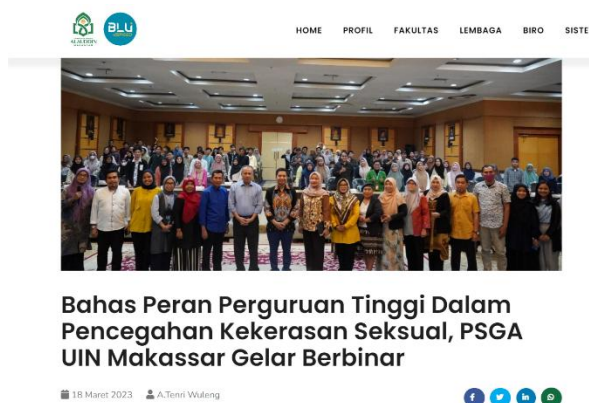 ALAUDDIN
BLU
HOME PROFIL FAKULTAS LEMBAGA BIRO SISTE
Bahas Peran Perguruan Tinggi Dalam
Pencegahan Kekerasan Seksual, PSGA
UIN Makassar Gelar Berbinar
18 Maret 2023 A.Tenri Wuleng